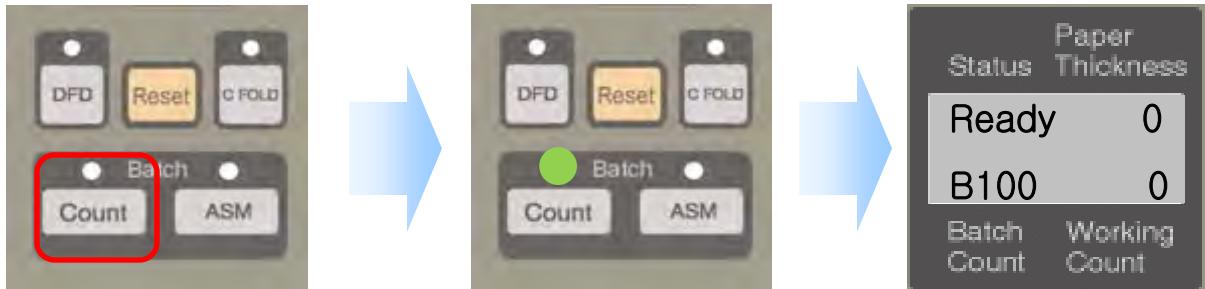 DFD Reset C FOLD
Batch
Count ASM
DFD Reset C FOLD
Batch
Count ASM
Status Paper Thickness
Ready 0
B100 0
Batch Count Working Count